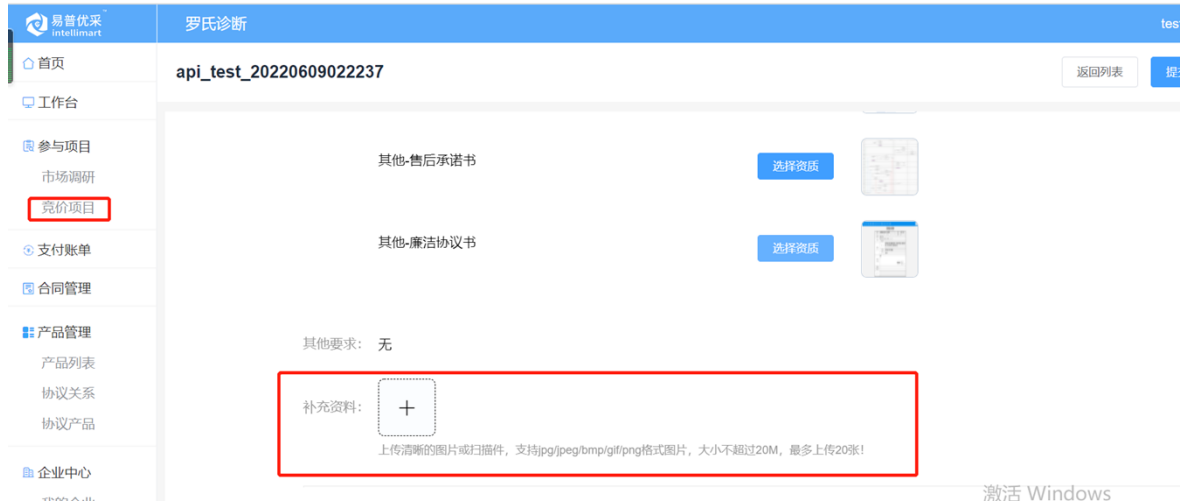 易普优采
intellimart
罗氏诊断
首页
api_test_20220609022237
返回列表
工作台
参与项目
市场调研
竞价项目
支付账单
合同管理
产品管理
产品列表
协议关系
协议产品
企业中心
其他-售后承诺书
选择资质
其他-廉洁协议书
选择资质
其他要求： 无
补充资料：
上传清晰的图片或扫描件，支持jpg/jpeg/bmp/gif/png格式图片，大小不超过20M，最多上传20张！
激活 Windows